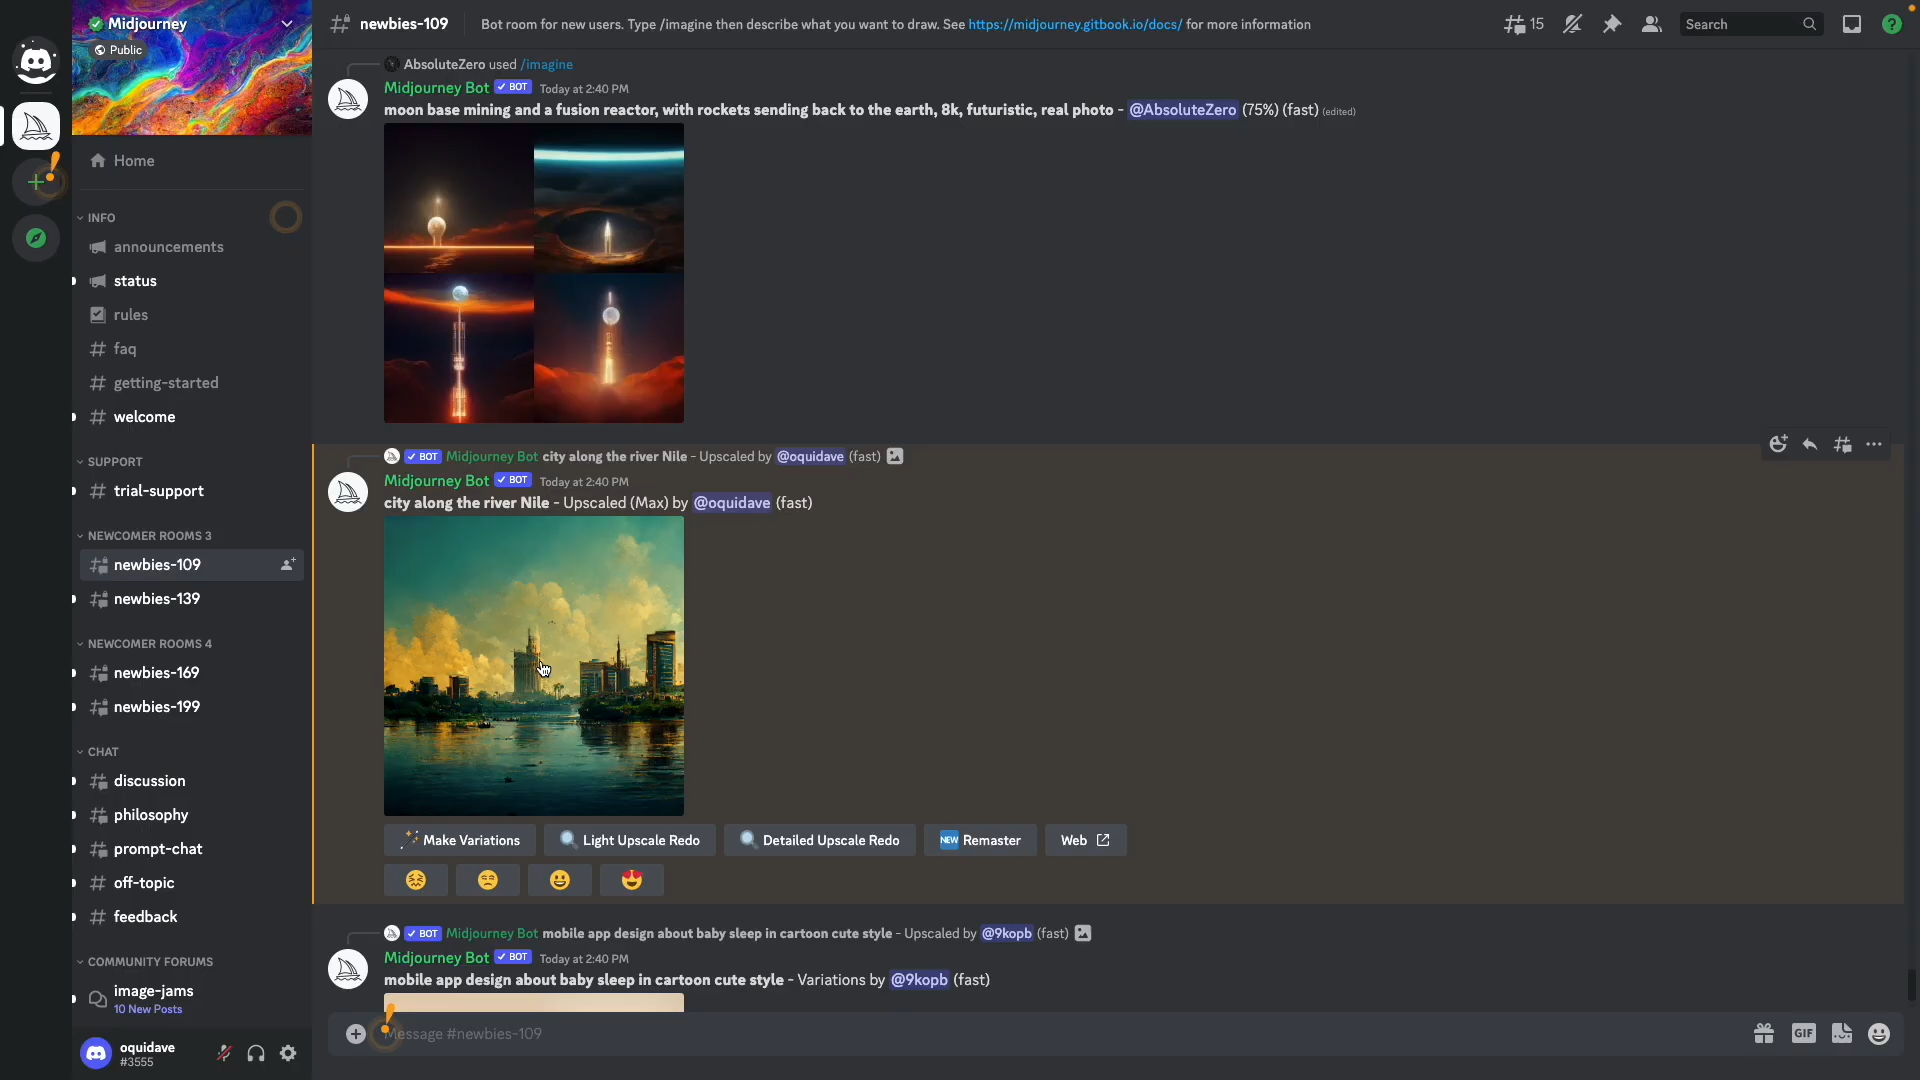 Midjourney
Public
Home
INFO
announcements
status
rules
faq
getting-started
welcome
SUPPORT
trial-support
NEWCOMER ROOMS 3
newbies-109
newbies-139
NEWCOMER ROOMS 4
newbies-169
newbies-199
CHAT
discussion
philosophy
prompt-chat
off-topic
feedback
COMMUNITY FORUMS
image-jams
10 New Posts
oquidave
#3555
newbies-109
Bot room for new users. Type /imagine then describe what you want to draw. See https://midjourney.gitbook.io/docs/ for more information
15
Search
AbsoluteZero used /imagine
Midjourney Bot ✓ BOT Today at 2:40 PM
moon base mining and a fusion reactor, with rockets sending back to the earth, 8k, futuristic, real photo - @AbsoluteZero (75%) (fast) (edited)
✓ BOT Midjourney Bot city along the river Nile - Upscaled by @oquidave (fast)
Midjourney Bot ✓ BOT Today at 2:40 PM
city along the river Nile - Upscaled (Max) by @oquidave (fast)
Make Variations
Light Upscale Redo
Detailed Upscale Redo
NEW Remaster
Web
✓ BOT Midjourney Bot mobile app design about baby sleep in cartoon cute style - Upscaled by @9kopb (fast)
Midjourney Bot ✓ BOT Today at 2:40 PM
mobile app design about baby sleep in cartoon cute style - Variations by @9kopb (fast)
Message #newbies-109
GIF